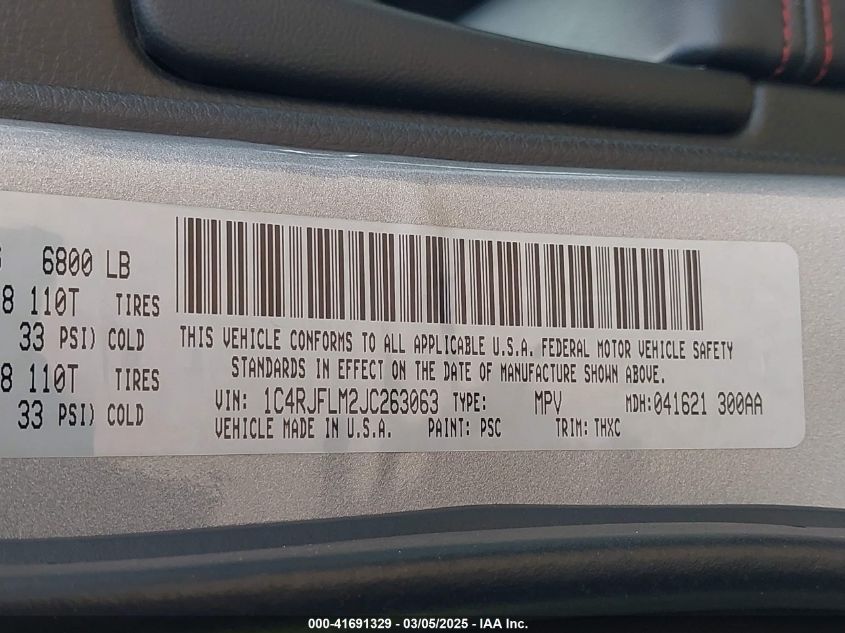 6800 LB
8 110T TIRES
33 PSI) COLD
8 110T TIRES
33 PSI) COLD
THIS VEHICLE CONFORMS TO ALL APPLICABLE U.S.A. FEDERAL MOTOR VEHICLE SAFETY
STANDARDS IN EFFECT ON THE DATE OF MANUFACTURE SHOWN ABOVE.
VIN: 1C4RJFLM2JC263063 TYPE: MPV MDH:041621 300AA
VEHICLE MADE IN U.S.A. PAINT: PSC TRIM: THXC
000-41691329 / 03/05/2025 - IAA Inc.